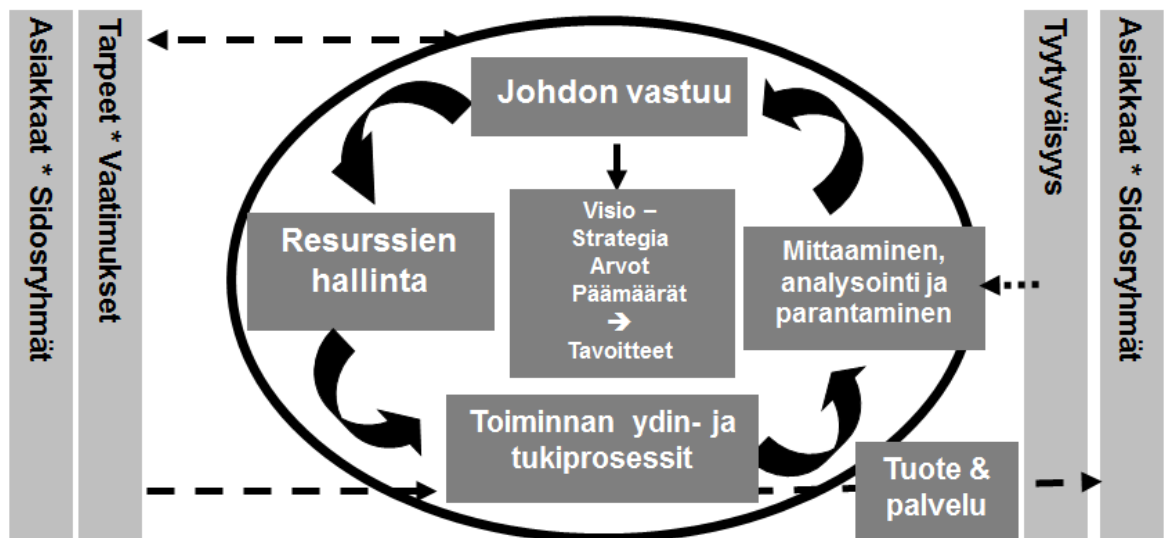 Asiakkaat * Sidosryhmät
Tarpeet * Vaatimukset
Johdon vastuu
Resurssien
hallinta
Visio –
Strategia
Arvot
Päämäärät
➔
Tavoitteet
Mittaaminen,
analysointi ja
parantaminen
Toiminnan ydin- ja
tukiprosessit
Tuote &
palvelu
Tyytyväisyys
Asiakkaat * Sidosryhmät